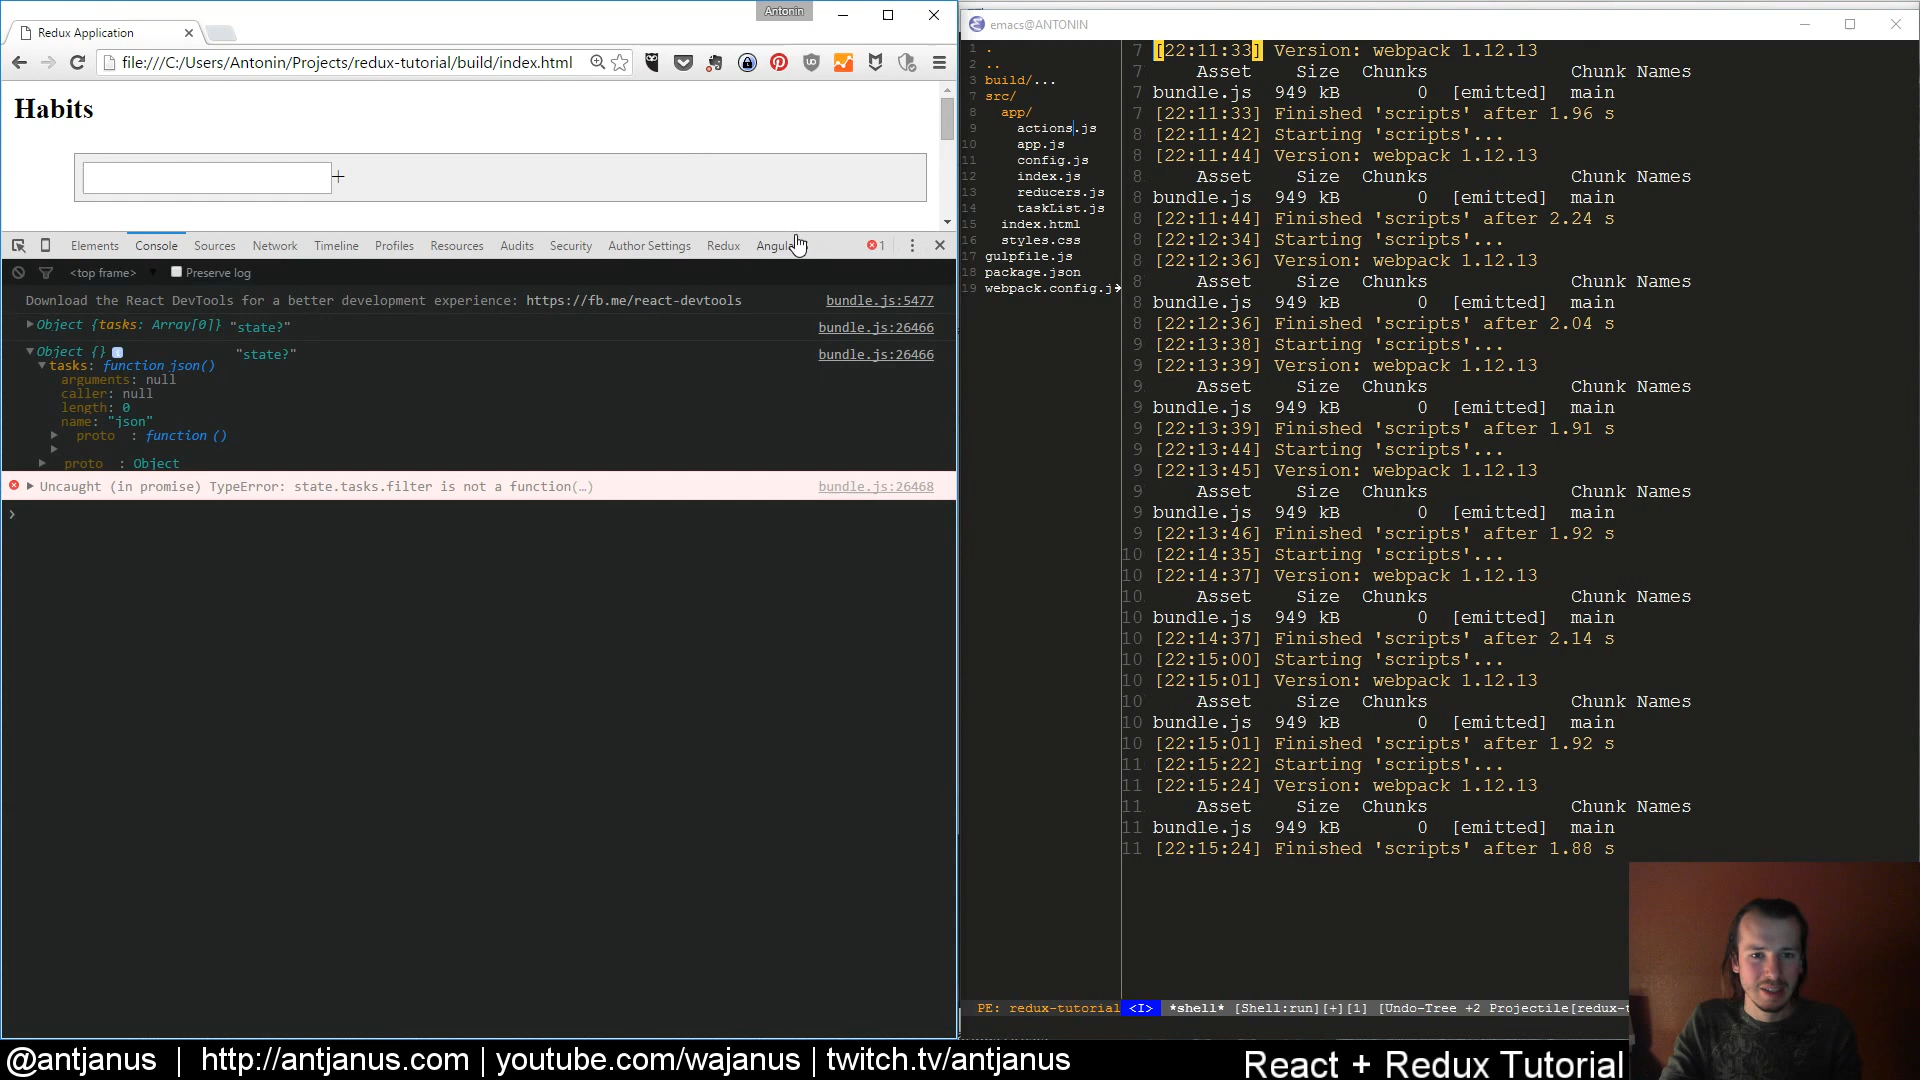 Antonin
Redux Application
file:///C:/Users/Antonin/Projects/redux-tutorial/build/index.html
Habits
+
Elements Console Sources Network Timeline Profiles Resources Audits Security Author Settings Redux Angula 1
<top frame> Preserve log
Download the React DevTools for a better development experience: https://fb.me/react-devtools bundle.js:5477
Object {tasks: Array[0]} "state?" bundle.js:26466
Object {} "state?" bundle.js:26466
tasks: function json()
arguments: null
caller: null
length: 0
name: "json"
proto : function ()
proto : Object
Uncaught (in promise) TypeError: state.tasks.filter is not a function(…) bundle.js:26468
emacs@ANTONIN
1 .
2 ..
3 build/...
7 src/
8 app/
9 actions.js
10 app.js
11 config.js
12 index.js
13 reducers.js
14 taskList.js
15 index.html
16 styles.css
17 gulpfile.js
18 package.json
19 webpack.config.j
7 [22:11:33] Version: webpack 1.12.13
7 Asset Size Chunks Chunk Names
7 bundle.js 949 kB 0 [emitted] main
7 [22:11:33] Finished 'scripts' after 1.96 s
8 [22:11:42] Starting 'scripts'...
8 [22:11:44] Version: webpack 1.12.13
8 Asset Size Chunks Chunk Names
8 bundle.js 949 kB 0 [emitted] main
8 [22:11:44] Finished 'scripts' after 2.24 s
8 [22:12:34] Starting 'scripts'...
8 [22:12:36] Version: webpack 1.12.13
8 Asset Size Chunks Chunk Names
8 bundle.js 949 kB 0 [emitted] main
8 [22:12:36] Finished 'scripts' after 2.04 s
8 [22:13:38] Starting 'scripts'...
9 [22:13:39] Version: webpack 1.12.13
9 Asset Size Chunks Chunk Names
9 bundle.js 949 kB 0 [emitted] main
9 [22:13:39] Finished 'scripts' after 1.91 s
9 [22:13:44] Starting 'scripts'...
9 [22:13:45] Version: webpack 1.12.13
9 Asset Size Chunks Chunk Names
9 bundle.js 949 kB 0 [emitted] main
9 [22:13:46] Finished 'scripts' after 1.92 s
10 [22:14:35] Starting 'scripts'...
10 [22:14:37] Version: webpack 1.12.13
10 Asset Size Chunks Chunk Names
10 bundle.js 949 kB 0 [emitted] main
10 [22:14:37] Finished 'scripts' after 2.14 s
10 [22:15:00] Starting 'scripts'...
10 [22:15:01] Version: webpack 1.12.13
10 Asset Size Chunks Chunk Names
10 bundle.js 949 kB 0 [emitted] main
10 [22:15:01] Finished 'scripts' after 1.92 s
11 [22:15:22] Starting 'scripts'...
11 [22:15:24] Version: webpack 1.12.13
11 Asset Size Chunks Chunk Names
11 bundle.js 949 kB 0 [emitted] main
11 [22:15:24] Finished 'scripts' after 1.88 s
PE: redux-tutorial <I> *shell* [Shell:run][+][1] [Undo-Tree +2 Projectile[redux-t
@antjanus | http://antjanus.com | youtube.com/wajanus | twitch.tv/antjanus
React + Redux Tutorial